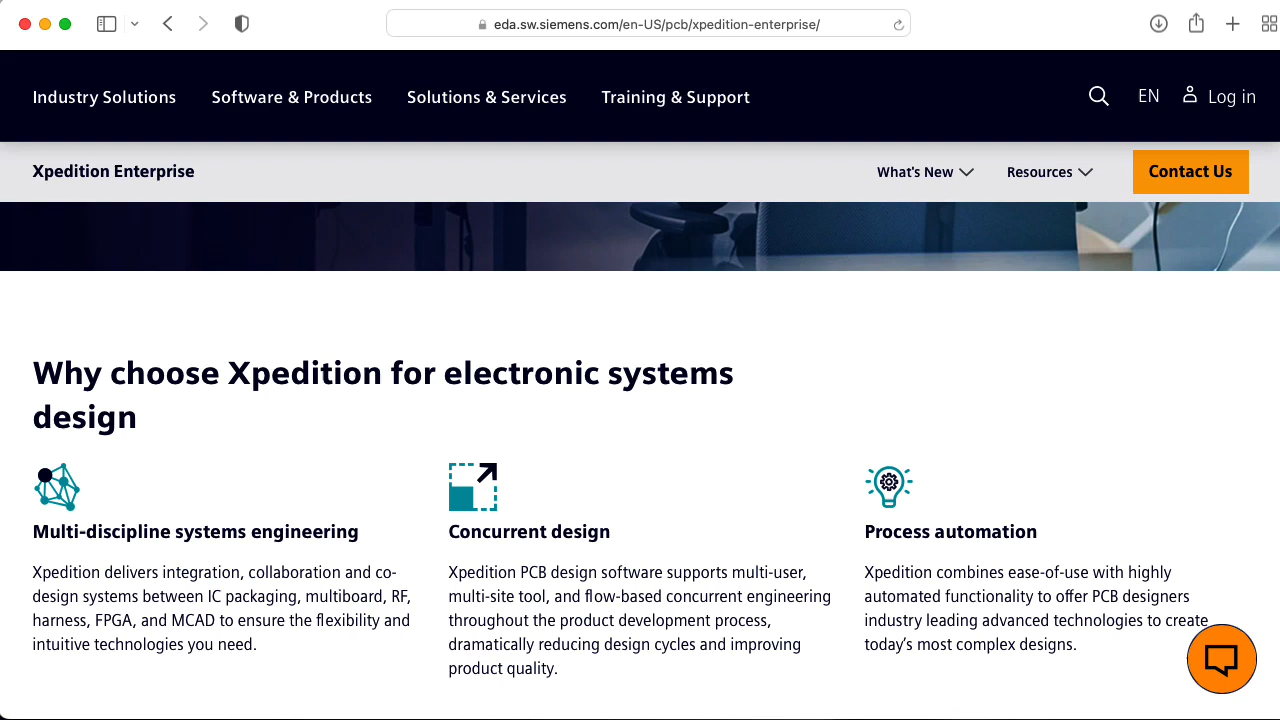 eda.sw.siemens.com/en-US/pcb/xpedition-enterprise/
Industry Solutions Software & Products Solutions & Services Training & Support EN Log in
Xpedition Enterprise What's New Resources Contact Us
Why choose Xpedition for electronic systems
design
Multi-discipline systems engineering
Xpedition delivers integration, collaboration and co-
design systems between IC packaging, multiboard, RF,
harness, FPGA, and MCAD to ensure the flexibility and
intuitive technologies you need.
Concurrent design
Xpedition PCB design software supports multi-user,
multi-site tool, and flow-based concurrent engineering
throughout the product development process,
dramatically reducing design cycles and improving
product quality.
Process automation
Xpedition combines ease-of-use with highly
automated functionality to offer PCB designers
industry leading advanced technologies to create
today’s most complex designs.